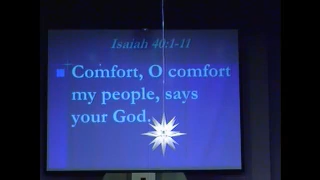 Isaiah 40:1-11
Comfort, O comfort
my people, says
your God.